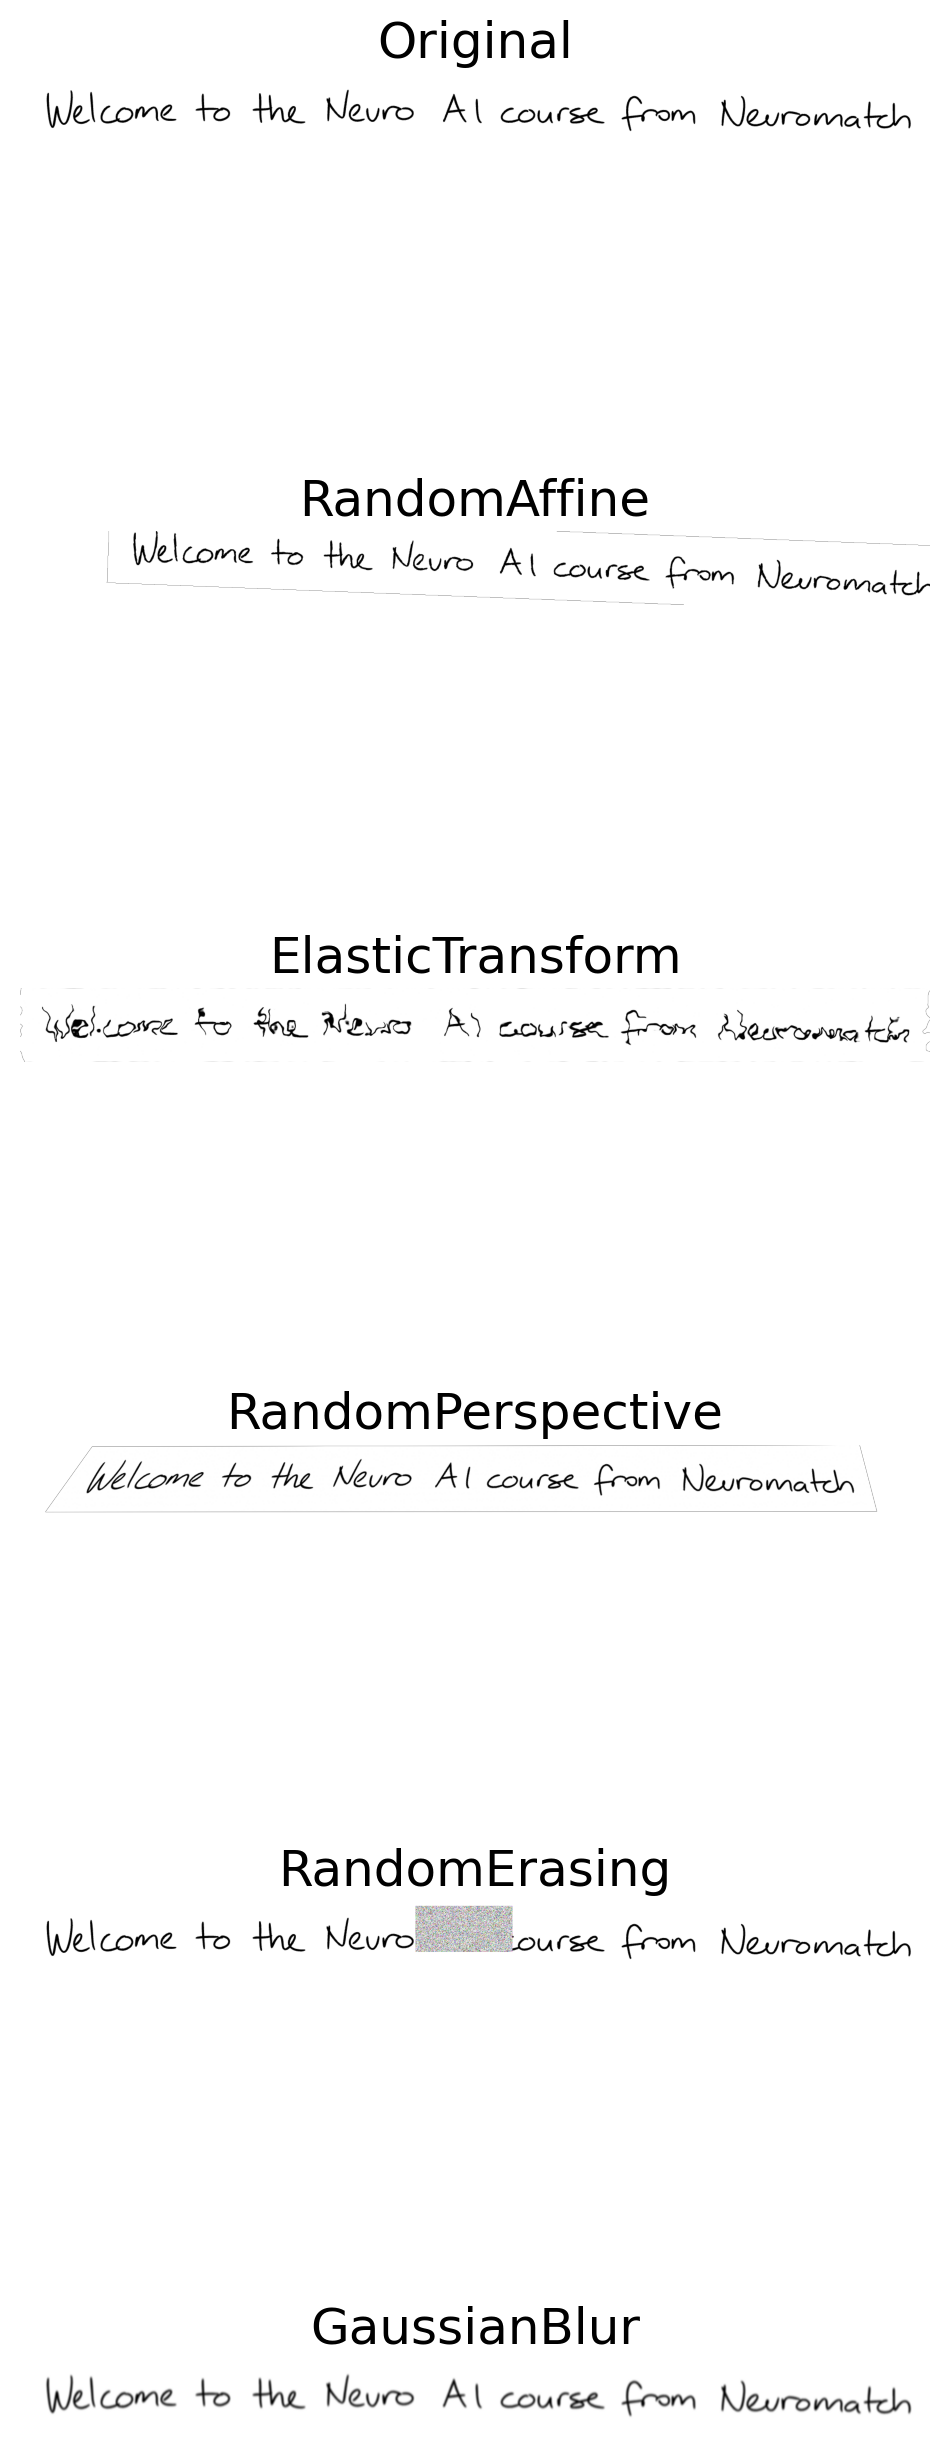 Original
Welcome to the Neuro AI course from Neuromatch
RandomAffine
Welcome to the Neuro AI course from Neuromatch
ElasticTransform
Welcome to the Neuro AI course from Neuromatch
RandomPerspective
Welcome to the Neuro AI course from Neuromatch
RandomErasing
Welcome to the Neuro ourse from Neuromatch
GaussianBlur
Welcome to the Neuro AI course from Neuromatch